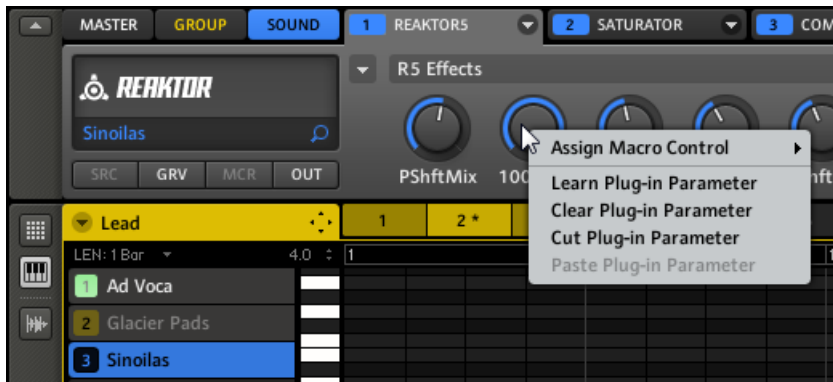 MASTER GROUP SOUND 1 REAKTOR5 2 SATURATOR 3 COM
REAKTOR R5 Effects
Sinoilas
SRC GRV MCR OUT PShftMix 100 nft
Assign Macro Control
Learn Plug-in Parameter
Clear Plug-in Parameter
Cut Plug-in Parameter
Paste Plug-in Parameter
Lead 1 2 *
LEN: 1 Bar 4.0 1
1 Ad Voca
2 Glacier Pads
3 Sinoilas